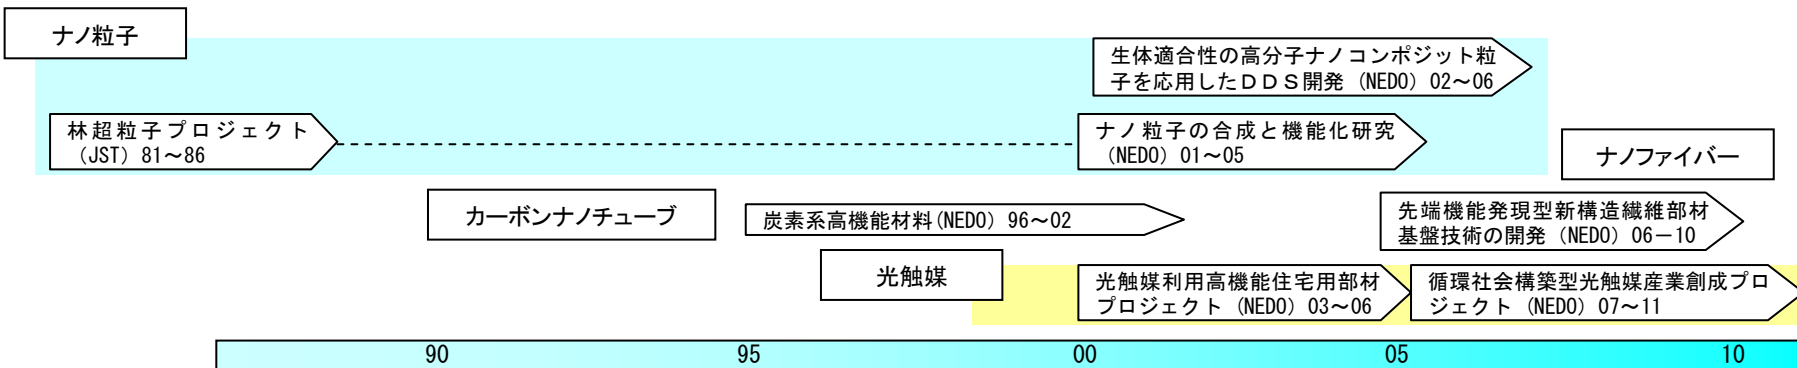 ナノ粒子
生体適合性の高分子ナノコンポジット粒
子を応用したDDS開発 (NEDO) 02～06
林超粒子プロジェクト
(JST) 81～86
ナノ粒子の合成と機能化研究
(NEDO) 01～05
ナノファイバー
カーボンナノチューブ
炭素系高機能材料(NEDO) 96～02
先端機能発現型新構造繊維部材
基盤技術の開発 (NEDO) 06－10
光触媒
光触媒利用高機能住宅用部材
プロジェクト (NEDO) 03～06
循環社会構築型光触媒産業創成プロ
ジェクト (NEDO) 07～11
90 95 00 05 10